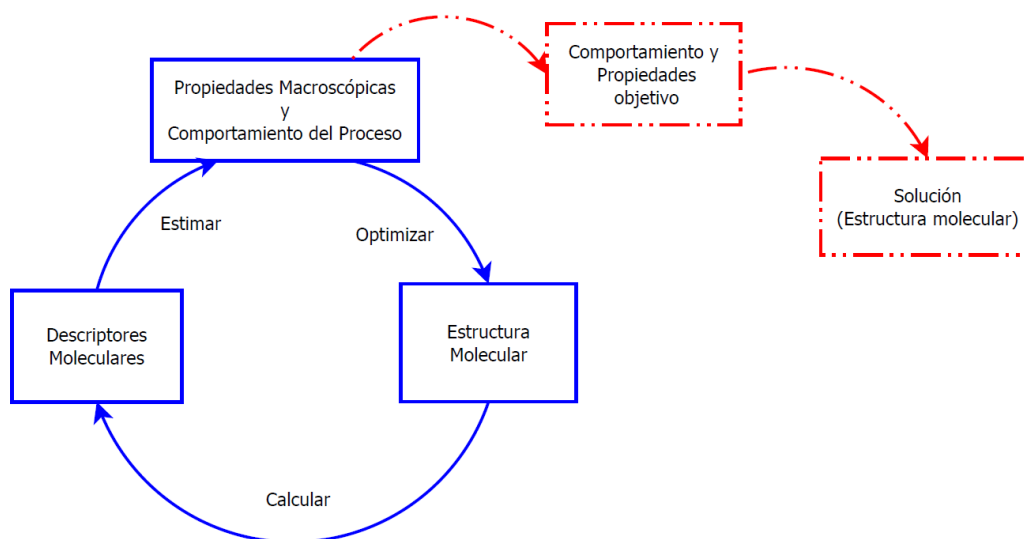 Propiedades Macroscópicas
y
Comportamiento del Proceso
Comportamiento y
Propiedades
objetivo
Solución
(Estructura molecular)
Estimar
Optimizar
Descriptores
Moleculares
Estructura
Molecular
Calcular